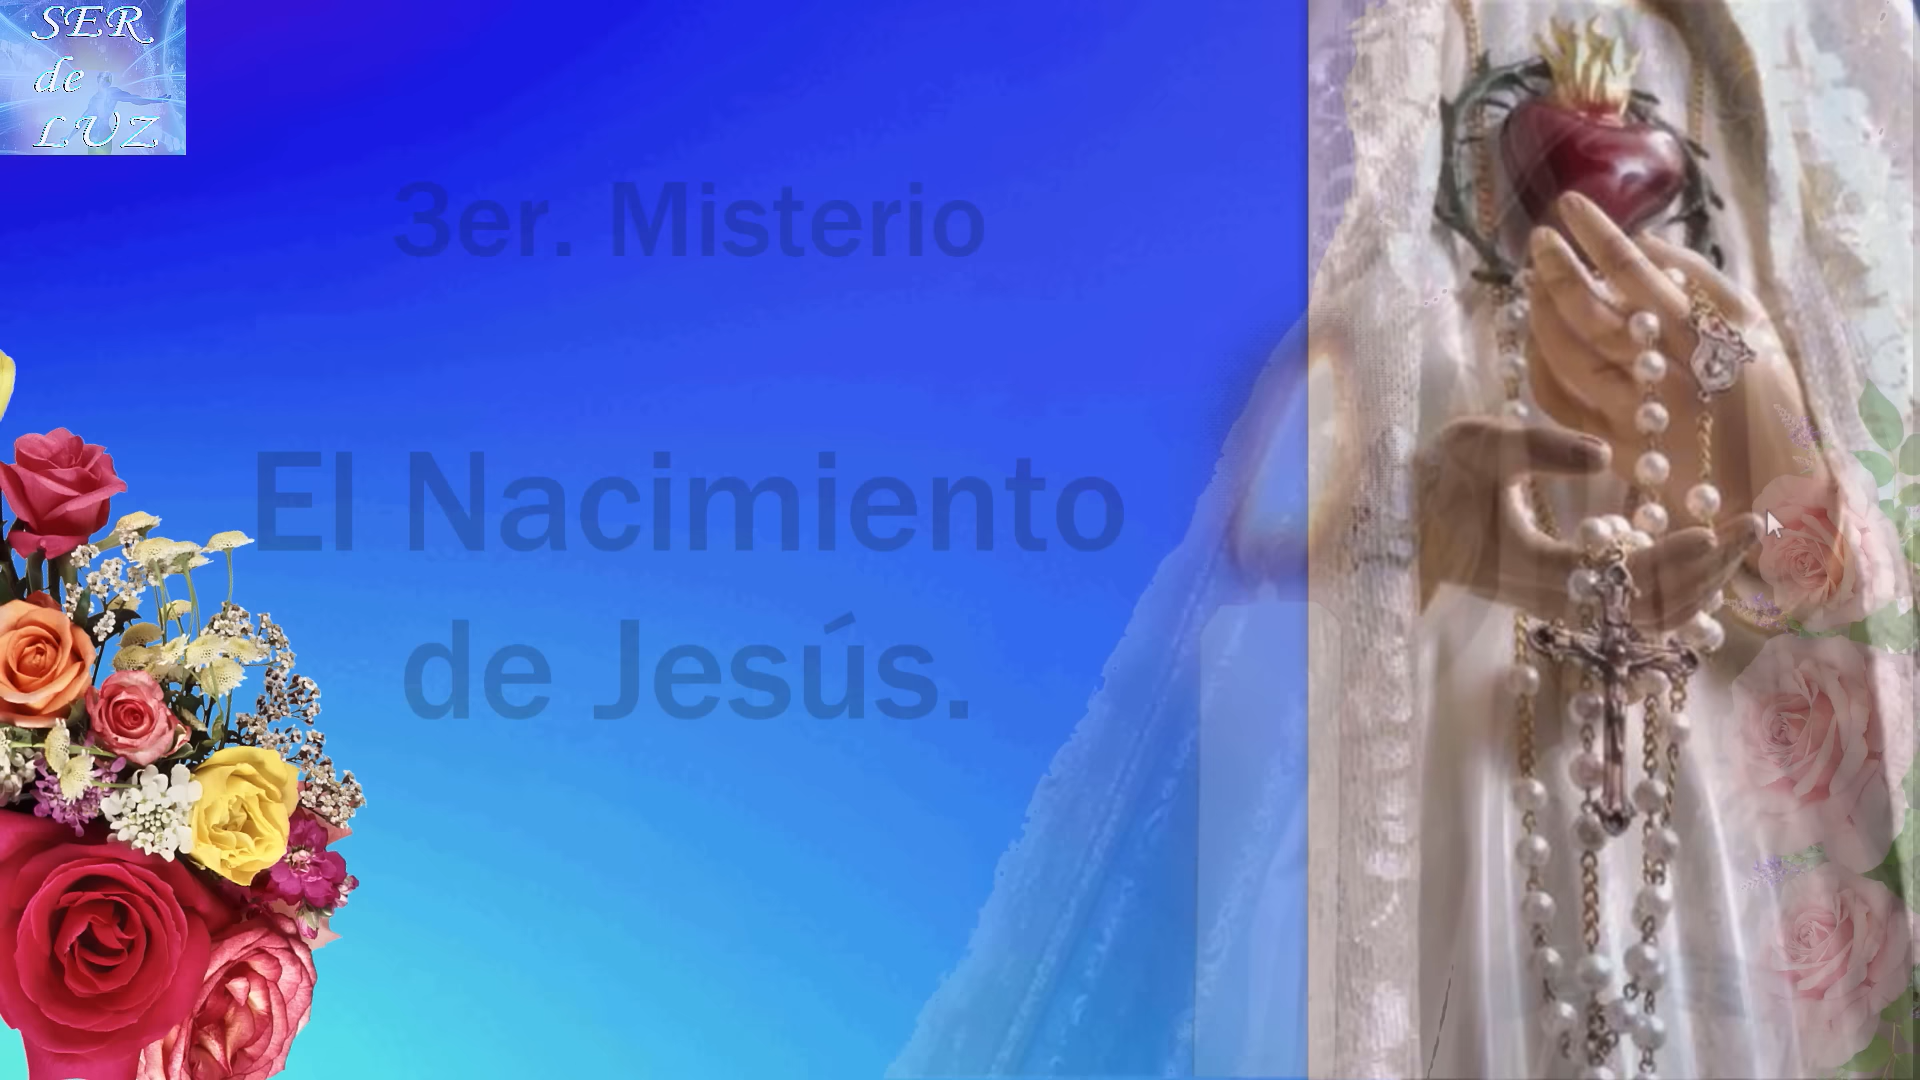 SER
de
LUZ
3er. Misterio
El Nacimiento
de Jesús.